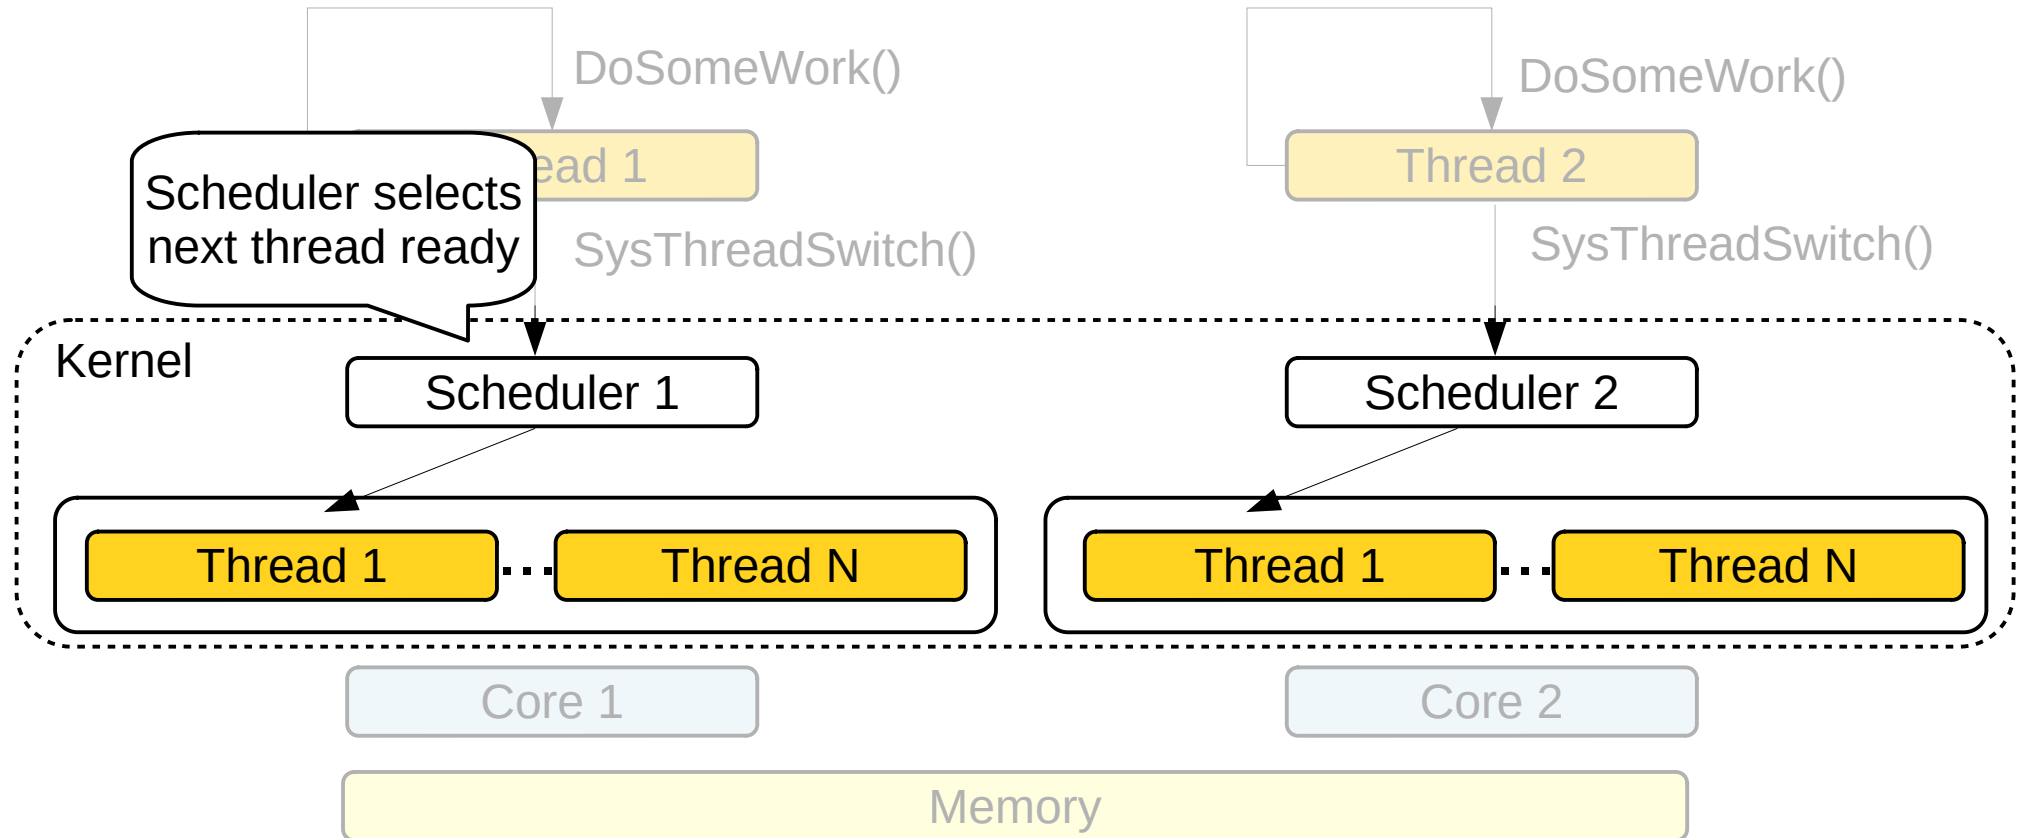 DoSomeWork()
DoSomeWork()
ead 1
Thread 2
Scheduler selects
next thread ready
SysThreadSwitch()
SysThreadSwitch()
Kernel
Scheduler 1
Scheduler 2
Thread 1
Thread N
Thread 1
Thread N
Core 1
Core 2
Memory